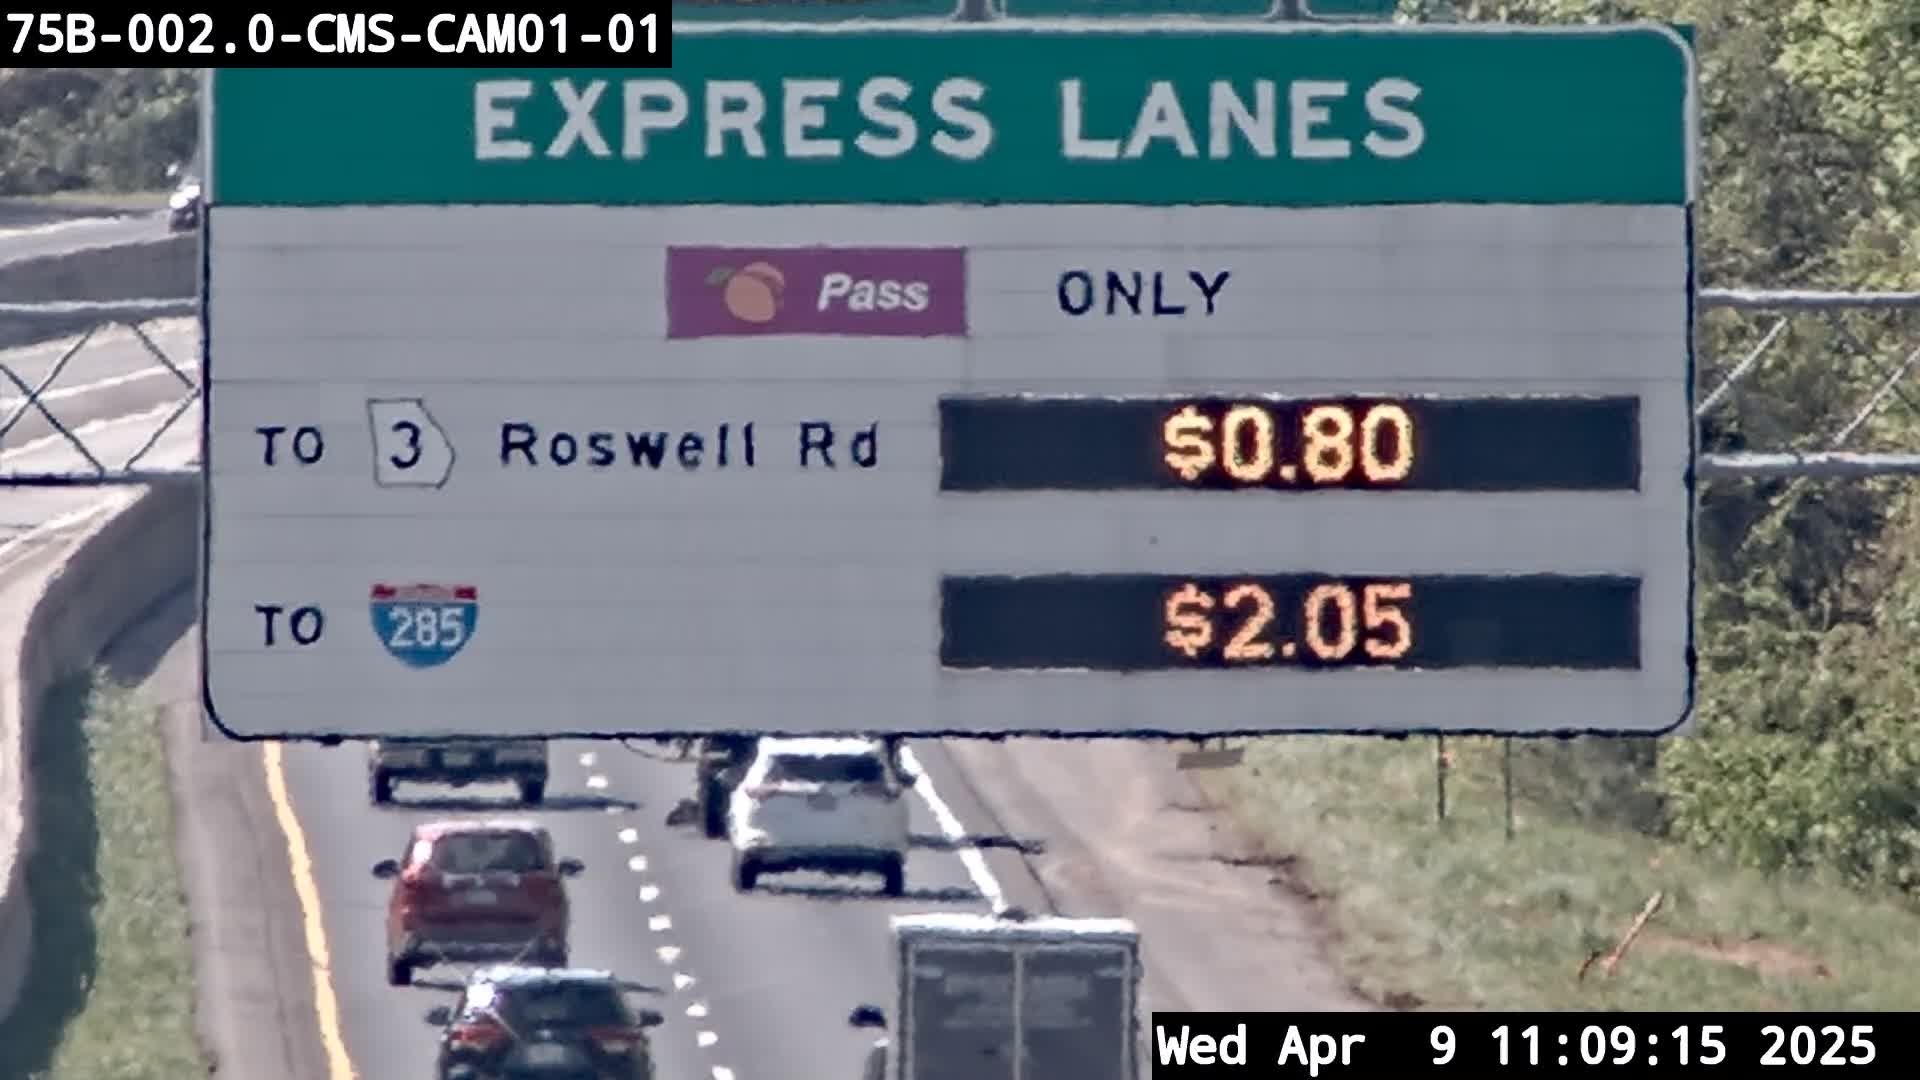 75B-002.0-CMS-CAM01-01
EXPRESS LANES
Pass ONLY
TO 3 Roswell Rd $0.80
TO 285 $2.05
Wed Apr 9 11:09:15 2025